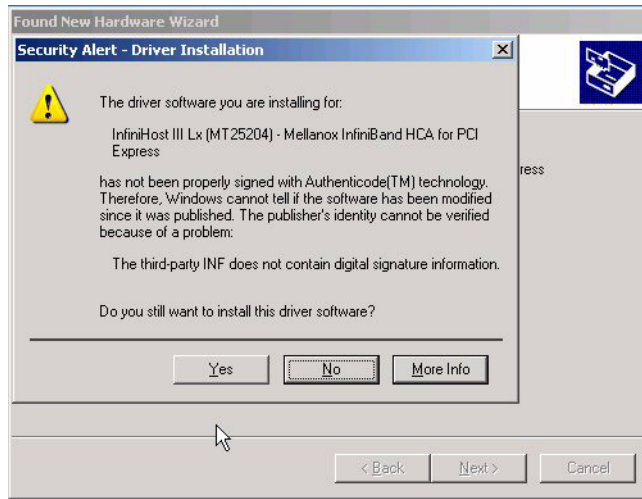 Found New Hardware Wizard
Security Alert - Driver Installation
The driver software you are installing for:
InfiniHost III Lx (MT25204) - Mellanox InfiniBand HCA for PCI
Express
ress
has not been properly signed with Authenticode(TM) technology.
Therefore, Windows cannot tell if the software has been modified
since it was published. The publisher's identity cannot be verified
because of a problem:
The third-party INF does not contain digital signature information.
Do you still want to install this driver software?
Yes
No
More Info
< Back
Next >
Cancel